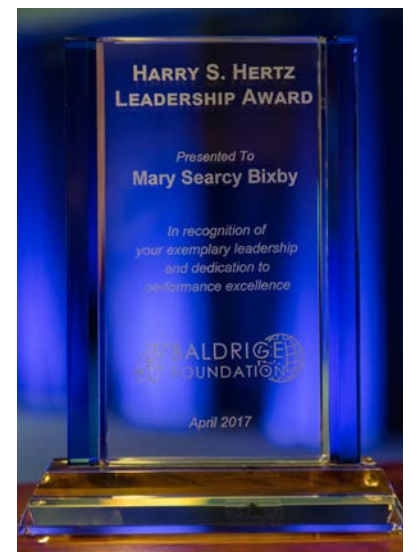 HARRY S. HERTZ
LEADERSHIP AWARD
Presented To
Mary Searcy Bixby
In recognition of
your exemplary leadership
and dedication to
performance excellence
BALDRIGE
FOUNDATION
April 2017